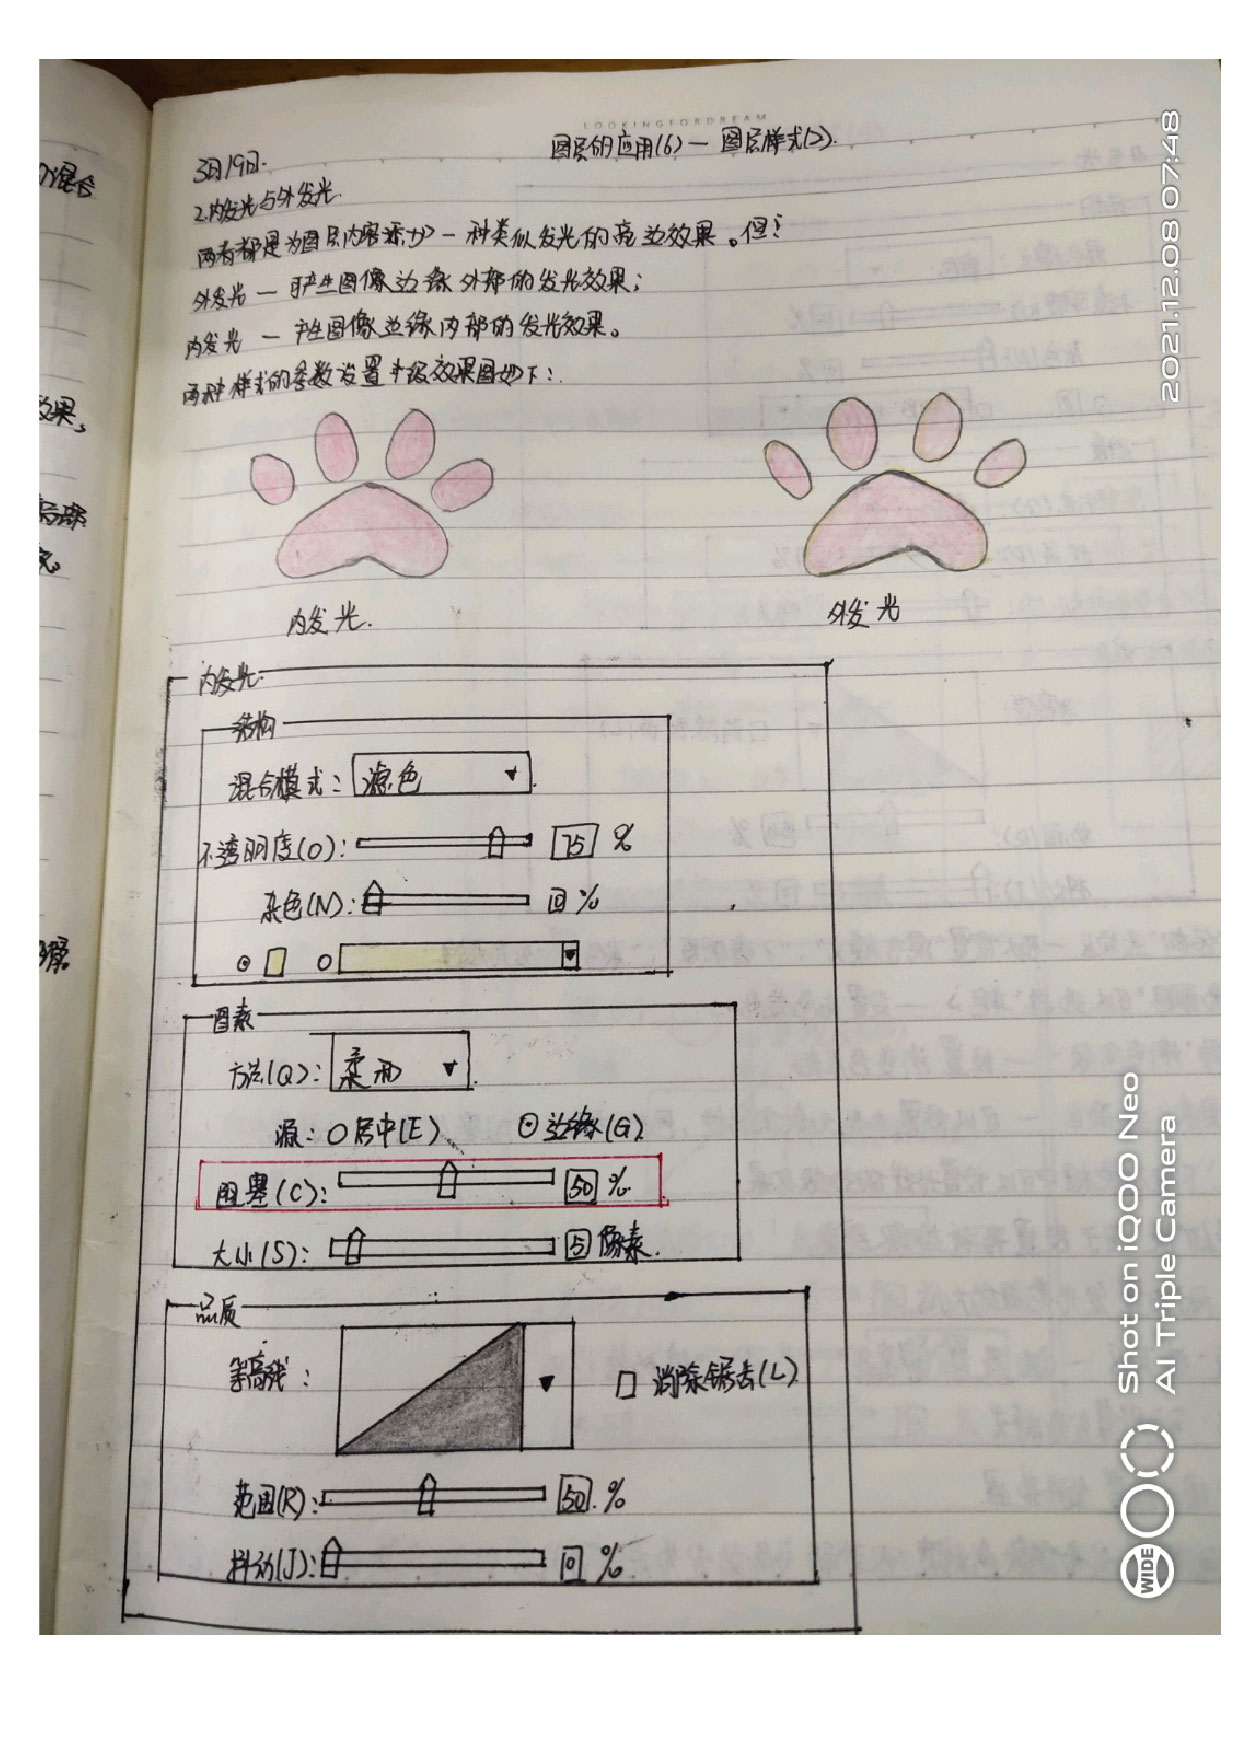 LOOKINGFORDREAM
图层的应用(6) — 图层样式(2).
3月19日.
2.内发光与外发光.
两者都是为图层内容添加一种类似发光的亮边效果。但:
外发光 — 可产生图像边缘外部的发光效果;
内发光 — 产生图像边缘内部的发光效果。
两种样式的参数设置 效果图如下:
内发光.
外发光
内发光.
结构
混合模式: 滤色
不透明度(O): 75 %
杂色(N): 0 %
图素
方法(Q): 柔和
源: 居中(E) 边缘(G)
阻塞(C): 50 %
大小(S): 5 像素.
品质
等高线: 消除锯齿(L)
范围(R): 50 %
抖动(J): 0 %
混合
效果,
局部
2021.12.08 07:48
Shot on iQOO Neo
AI Triple Camera
WIDE